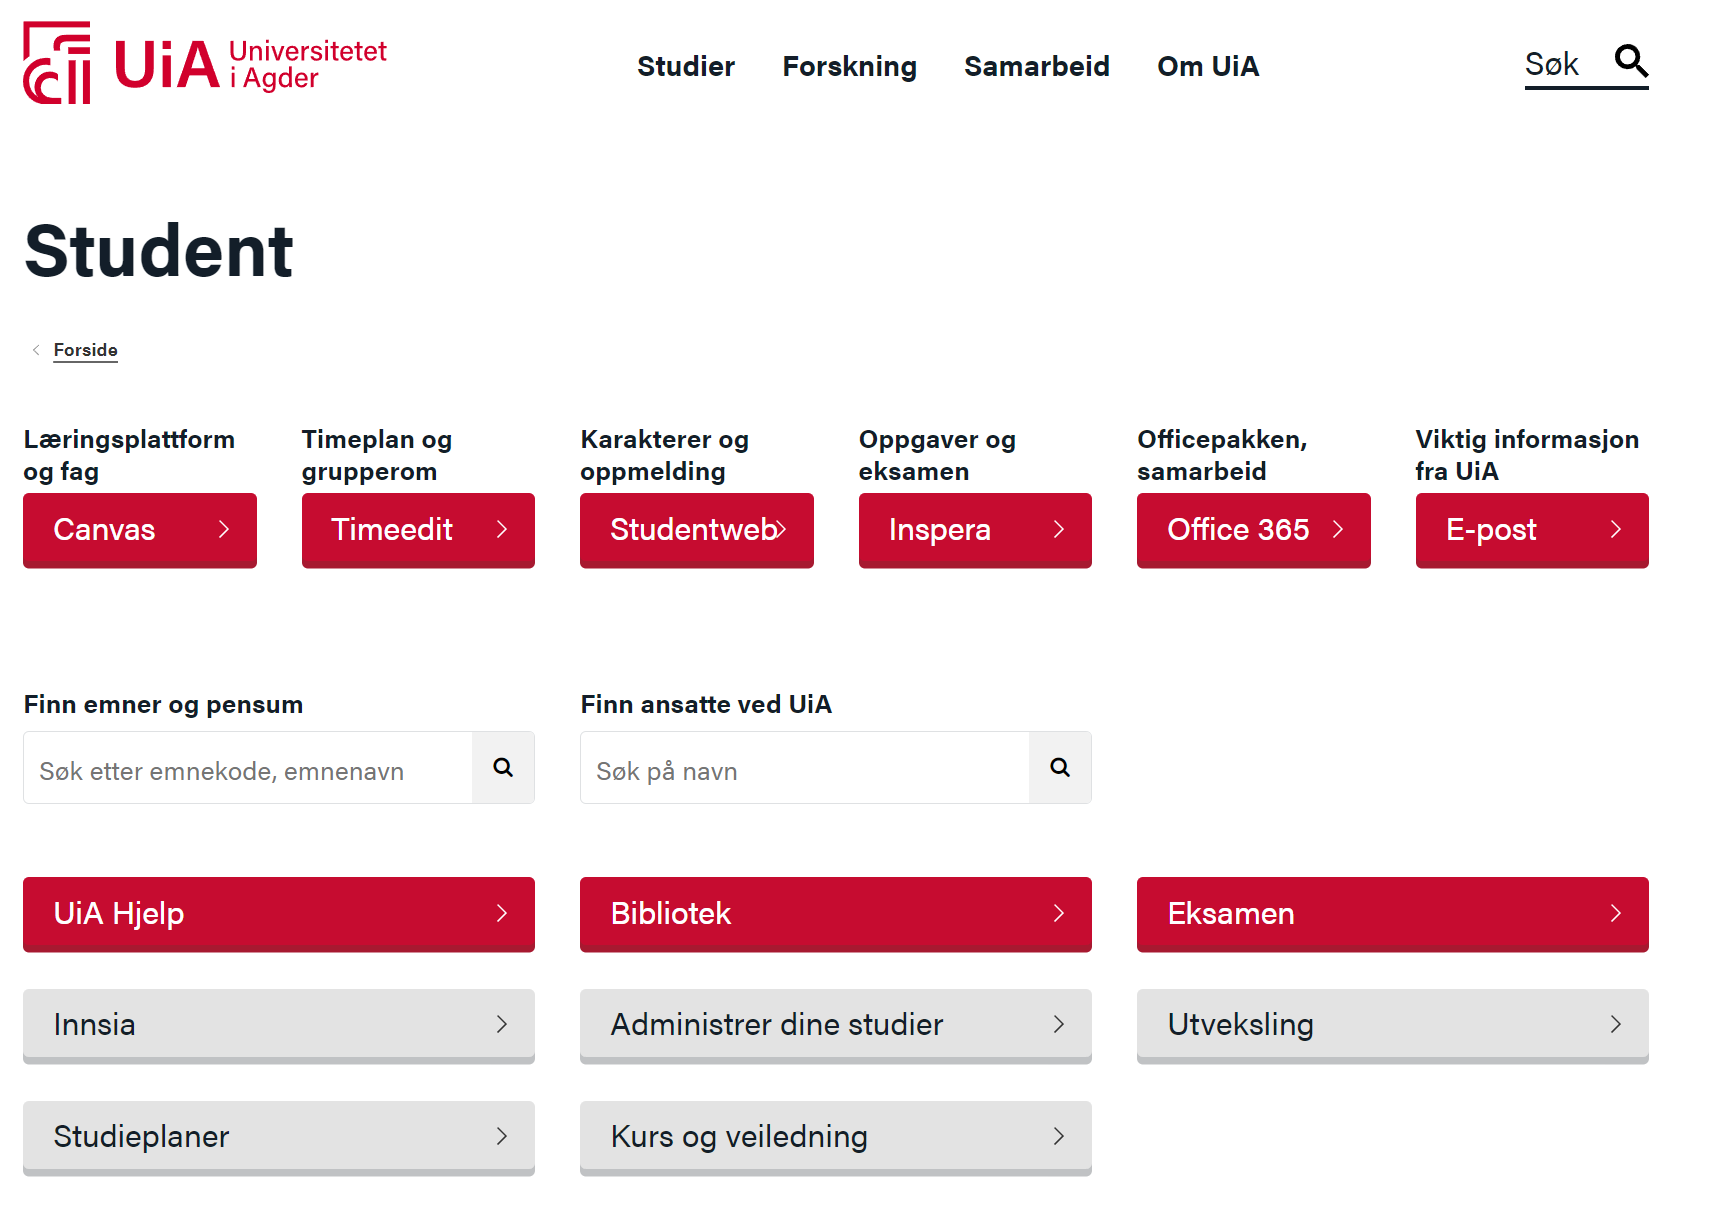 UiA Universitetet
i Agder
Studier Forskning Samarbeid Om UiA
Søk
Student
Forside
Læringsplattform
og fag
Canvas
Timeplan og
grupperom
Timeedit
Karakterer og
oppmelding
Studentweb
Oppgaver og
eksamen
Inspera
Officepakken,
samarbeid
Office 365
Viktig informasjon
fra UiA
E-post
Finn emner og pensum
Søk etter emnekode, emnenavn
Finn ansatte ved UiA
Søk på navn
UiA Hjelp
Bibliotek
Eksamen
Innsia
Administrer dine studier
Utveksling
Studieplaner
Kurs og veiledning